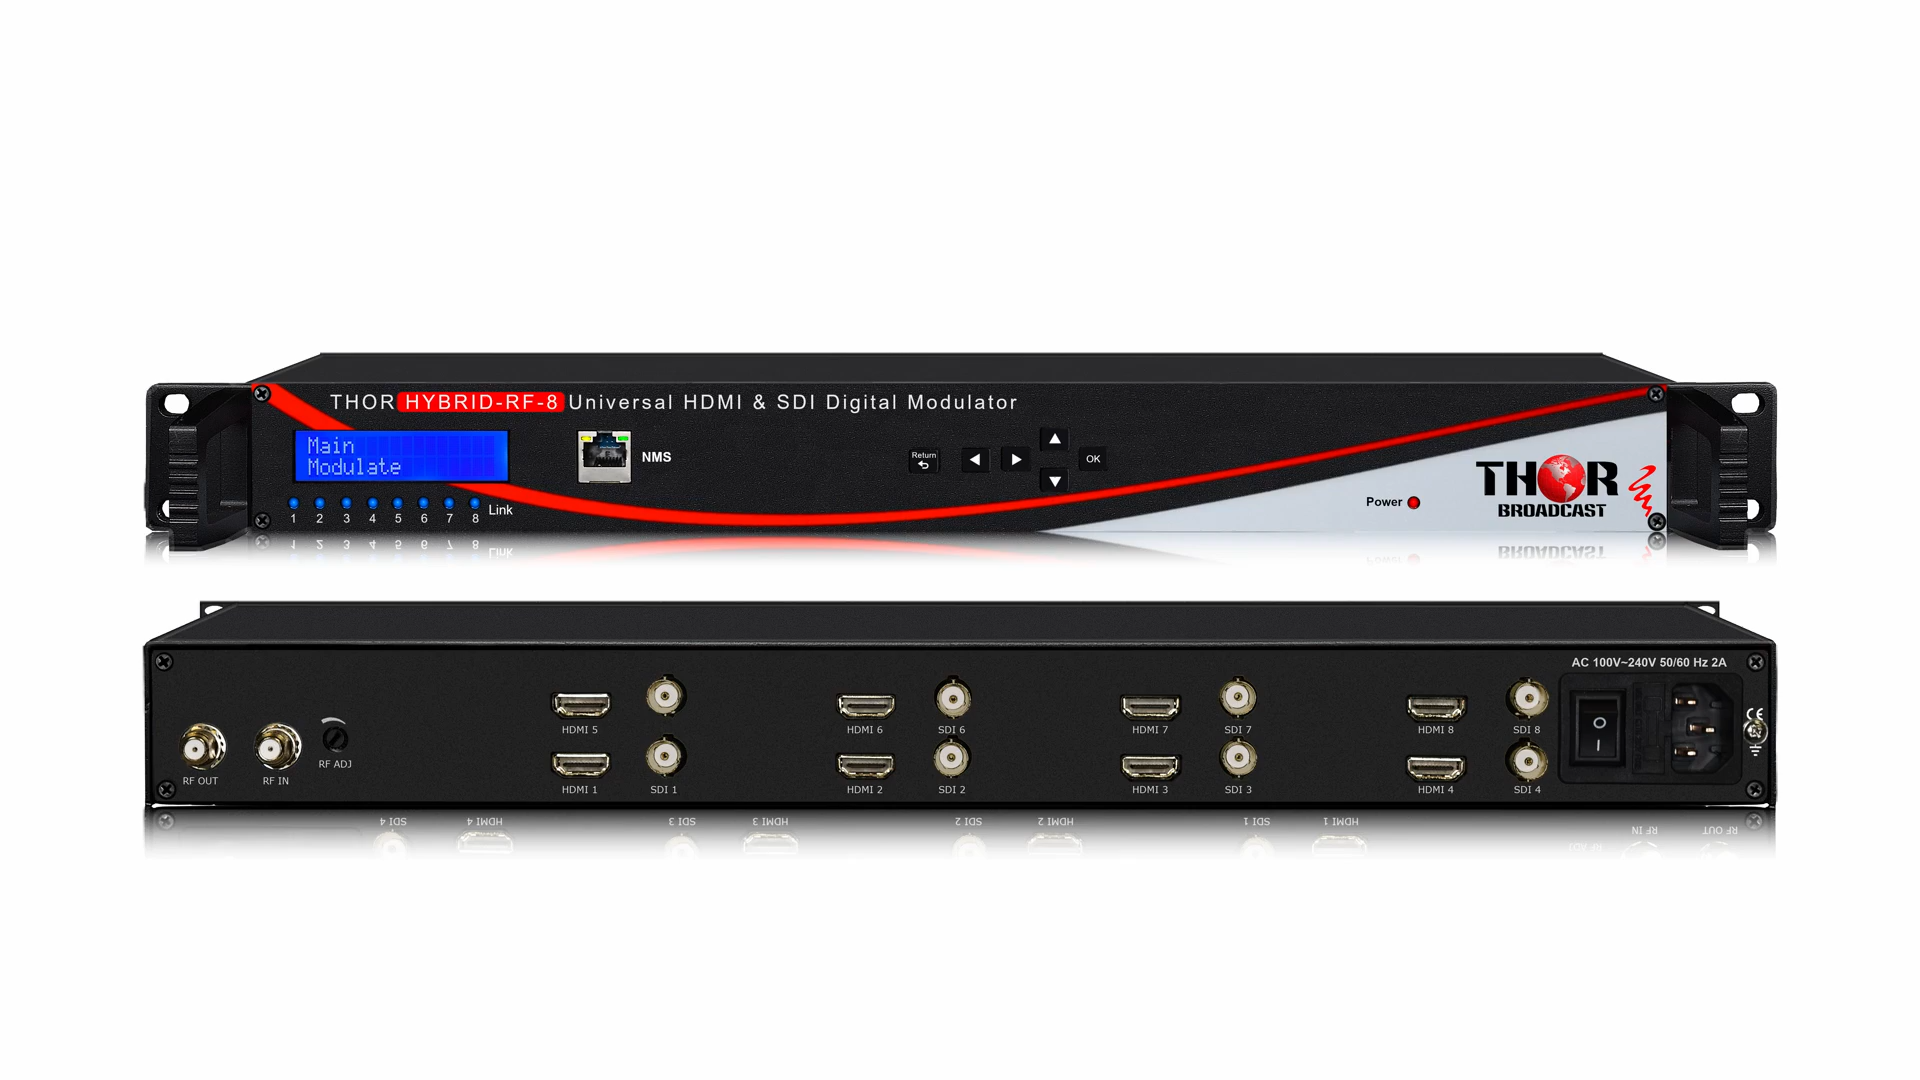 THOR HYBRID-RF-8 Universal HDMI & SDI Digital Modulator
Main
Modulate
1 2 3 4 5 6 7 8 Link
NMS
Return
OK
Power
THOR
BROADCAST
AC 100V~240V 50/60 Hz 2A
HDMI 5
HDMI 6 SDI 6
HDMI 7 SDI 7
HDMI 8 SDI 8
RF OUT RF IN RF ADJ
HDMI 1 SDI 1
HDMI 2 SDI 2
HDMI 3 SDI 3
HDMI 4 SDI 4
O
I
CE